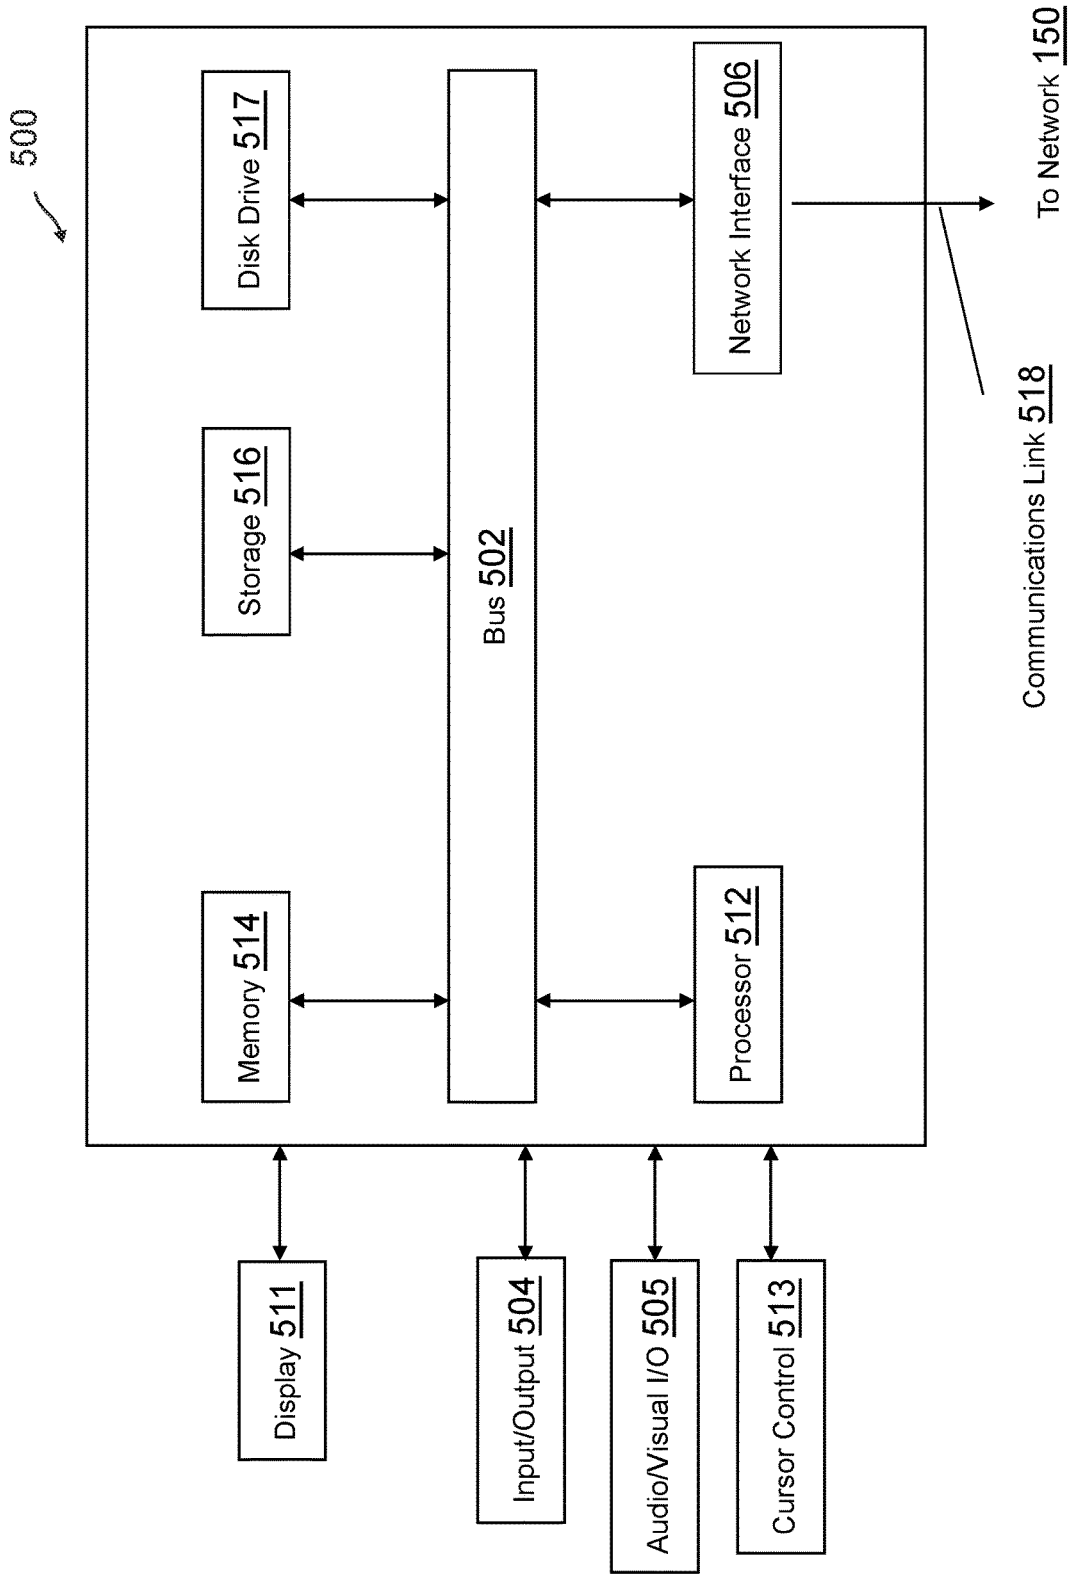 500
Display 511
Memory 514
Storage 516
Disk Drive 517
Input/Output 504
Bus 502
Audio/Visual I/O 505
Cursor Control 513
Processor 512
Network Interface 506
Communications Link 518
To Network 150